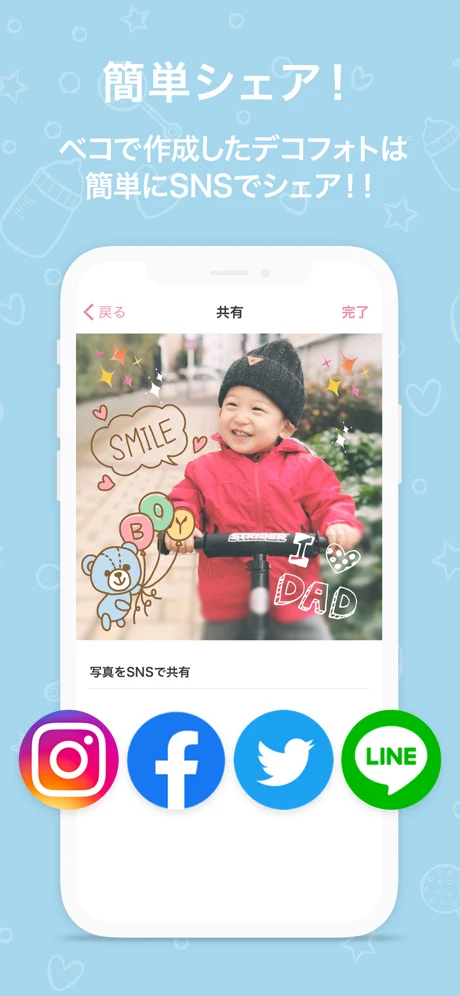 簡単シェア！
ベコで作成したデコフォトは
簡単にSNSでシェア！！
戻る
共有
完了
SMILE
BOY
STRIDER
I
DAD
写真をSNSで共有
LINE